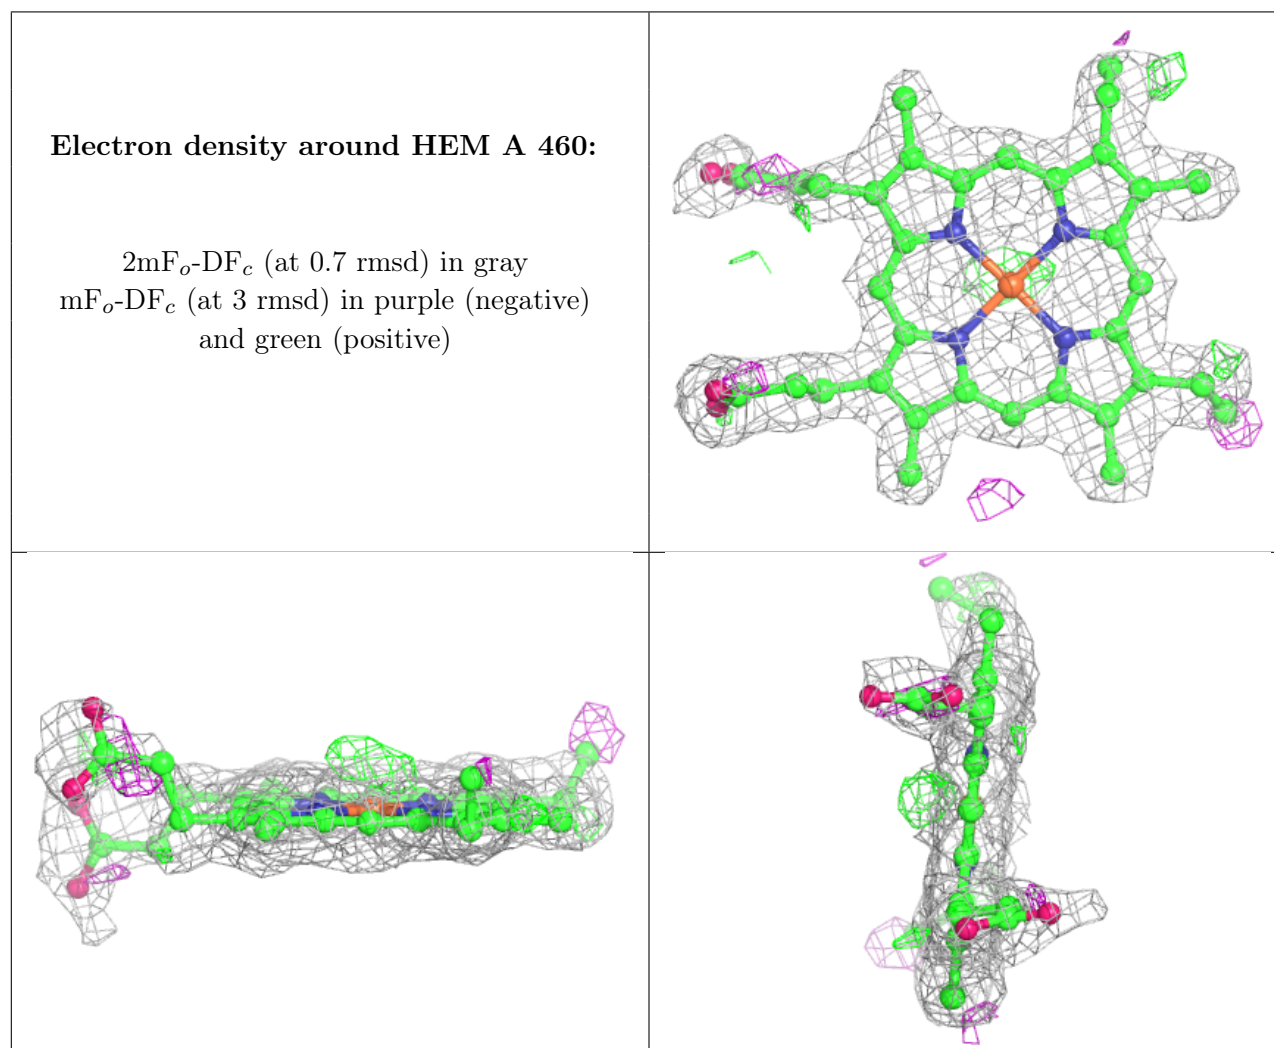 Electron density around HEM A 460:
2mFo-DFc (at 0.7 rmsd) in gray
mFo-DFc (at 3 rmsd) in purple (negative)
and green (positive)